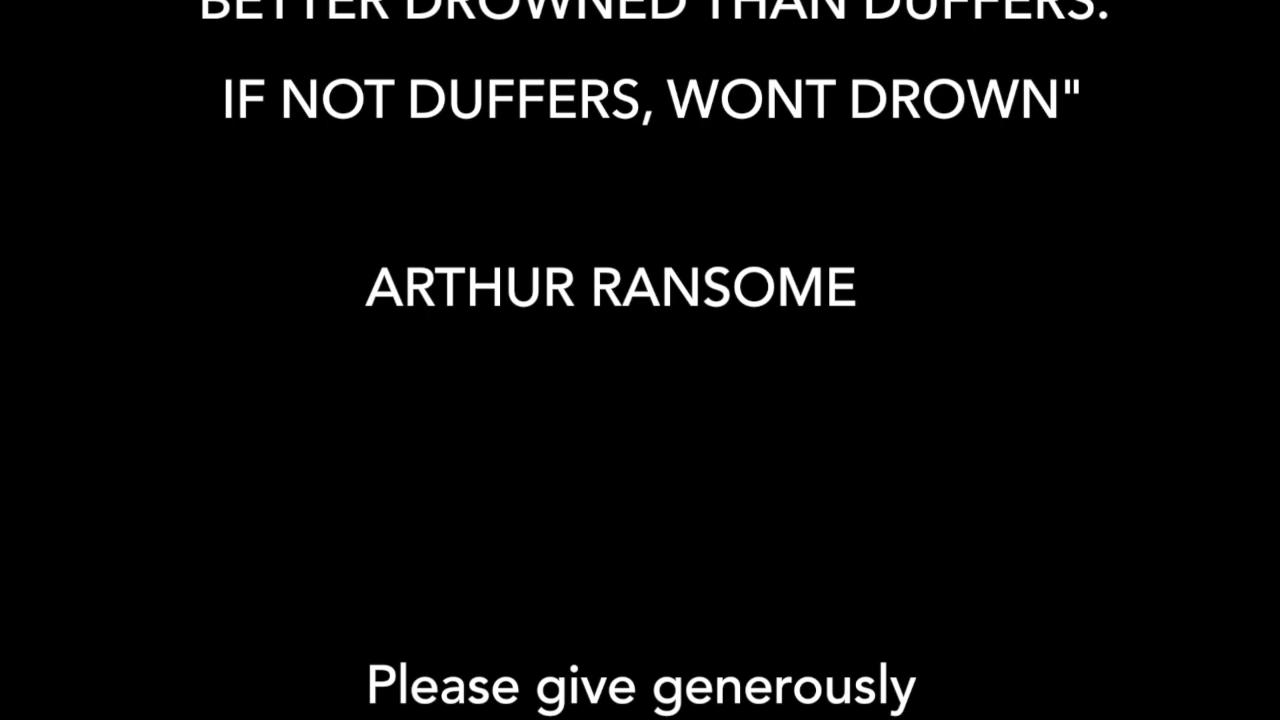 BETTER DROWNED THAN DUFFERS.
IF NOT DUFFERS, WONT DROWN"
ARTHUR RANSOME
Please give generously